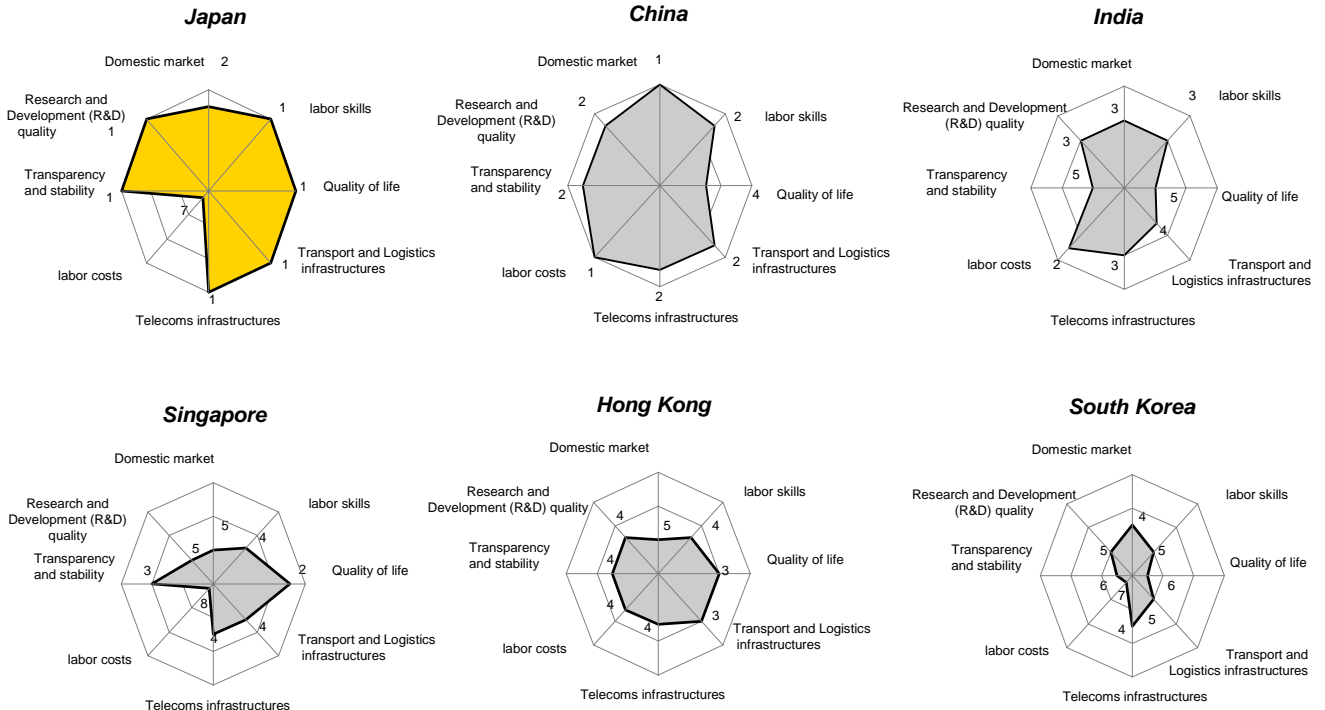 Japan
Domestic market 2
Research and
Development (R&D)
quality 1
1 labor skills
Transparency
and stability
1
1 Quality of life
7
labor costs
1 Transport and Logistics
infrastructures
1
Telecoms infrastructures
China
Domestic market 1
2
Research and
Development (R&D)
quality
2 labor skills
Transparency
and stability
2
4 Quality of life
labor costs 1
2 Transport and Logistics
infrastructures
2
Telecoms infrastructures
India
Domestic market
3 labor skills
Research and Development
(R&D) quality
3
3
Transparency
and stability
5
5 Quality of life
4
labor costs 2
3
Transport and
Logistics infrastructures
Telecoms infrastructures
Singapore
Domestic market
labor skills
Research and
Development (R&D)
quality
5
4
5
Transparency
and stability
3
2 Quality of life
8
4
4
Transport and Logistics
infrastructures
labor costs
Telecoms infrastructures
Hong Kong
Domestic market
labor skills
Research and
Development (R&D) quality
4
5
4
Transparency
and stability
4
3
Quality of life
4
3
4
Transport and Logistics
infrastructures
labor costs
Telecoms infrastructures
South Korea
Domestic market
labor skills
Research and Development
(R&D) quality
4
5
5
Transparency
and stability
6
6
Quality of life
7
4
5
labor costs
Transport and
Logistics infrastructures
Telecoms infrastructures